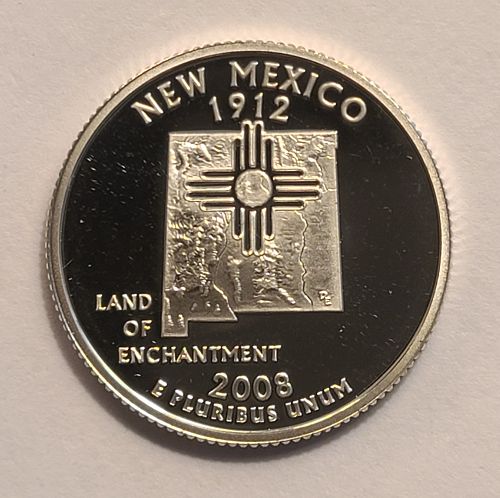 NEW MEXICO
1912
LAND
OF
ENCHANTMENT
2008
E PLURIBUS UNUM